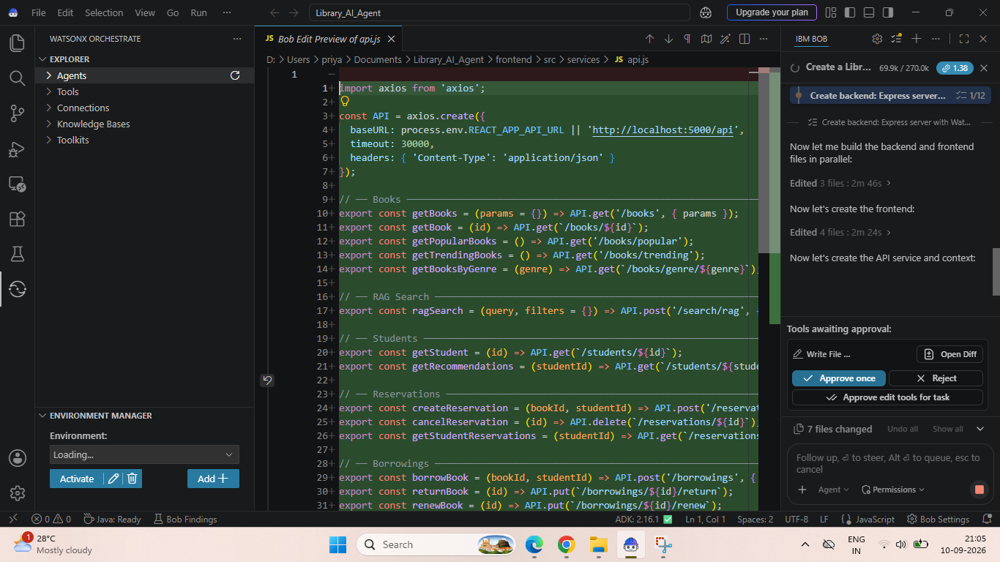 File Edit Selection View Go Run ···
Library_AI_Agent
Upgrade your plan
WATSONX ORCHESTRATE
EXPLORER
Agents
Tools
Connections
Knowledge Bases
Toolkits
ENVIRONMENT MANAGER
Environment:
Loading...
Activate
Add
JS Bob Edit Preview of api.js
D: > Users > priya > Documents > Library_AI_Agent > frontend > src > services > JS api.js
1 −
1+ import axios from 'axios';
2+
3+ const API = axios.create({
4+ baseURL: process.env.REACT_APP_API_URL || 'http://localhost:5000/api',
5+ timeout: 30000,
6+ headers: { 'Content-Type': 'application/json' }
7+ });
8+
9+ // ── Books ──────────
10+ export const getBooks = (params = {}) => API.get('/books', { params });
11+ export const getBook = (id) => API.get(`/books/${id}`);
12+ export const getPopularBooks = () => API.get('/books/popular');
13+ export const getTrendingBooks = () => API.get('/books/trending');
14+ export const getBooksByGenre = (genre) => API.get(`/books/genre/${genre}`)
15+
16+ // ── RAG Search ──────────
17+ export const ragSearch = (query, filters = {}) => API.post('/search/rag',
18+
19+ // ── Students ──────────
20+ export const getStudent = (id) => API.get(`/students/${id}`);
21+ export const getRecommendations = (studentId) => API.get(`/students/${stude
22+
23+ // ── Reservations ──────────
24+ export const createReservation = (bookId, studentId) => API.post('/reservat
25+ export const cancelReservation = (id) => API.delete(`/reservations/${id}`)
26+ export const getStudentReservations = (studentId) => API.get(`/reservations
27+
28+ // ── Borrowings ──────────
29+ export const borrowBook = (bookId, studentId) => API.post('/borrowings', {
30+ export const returnBook = (id) => API.put(`/borrowings/${id}/return`);
31+ export const renewBook = (id) => API.put(`/borrowings/${id}/renew`);
IBM BOB
Create a Libr... 69.9k / 270.0k 1.38
Create backend: Express server... 1/12
Create backend: Express server with Wat...
Now let me build the backend and frontend
files in parallel:
Edited 3 files : 2m 46s
Now let's create the frontend:
Edited 4 files : 2m 24s
Now let's create the API service and context:
Tools awaiting approval:
Write File ...
Open Diff
Approve once
Reject
Approve edit tools for task
7 files changed Undo all Show all
Follow up, ⏎ to steer, Alt ⏎ to queue, esc to
cancel
Agent Permissions
0 0 Java: Ready Bob Findings
ADK: 2.16.1 ✅ Ln 1, Col 1 Spaces: 2 UTF-8 LF JavaScript Bob Settings
1
28°C
Mostly cloudy
Search
ENG
IN
21:05
10-09-2026